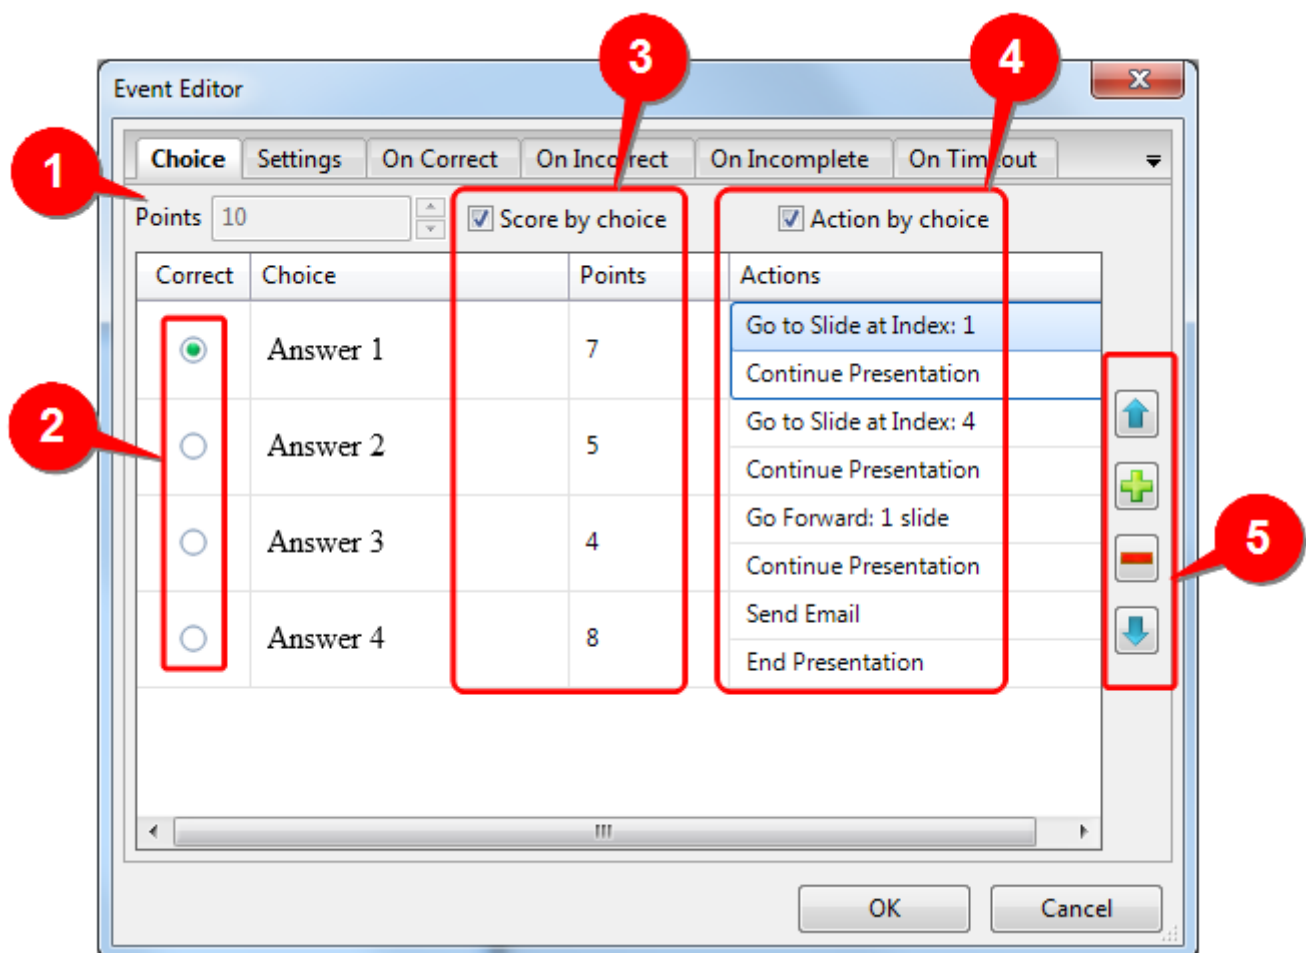 3
4
Event Editor
1
Choice Settings On Correct On Incorrect On Incomplete On Timeout
Points 10 Score by choice Action by choice
Correct Choice Points Actions
Answer 1 7 Go to Slide at Index: 1
Continue Presentation
2
Answer 2 5 Go to Slide at Index: 4
Continue Presentation
Answer 3 4 Go Forward: 1 slide
Continue Presentation
5
Answer 4 8 Send Email
End Presentation
OK Cancel